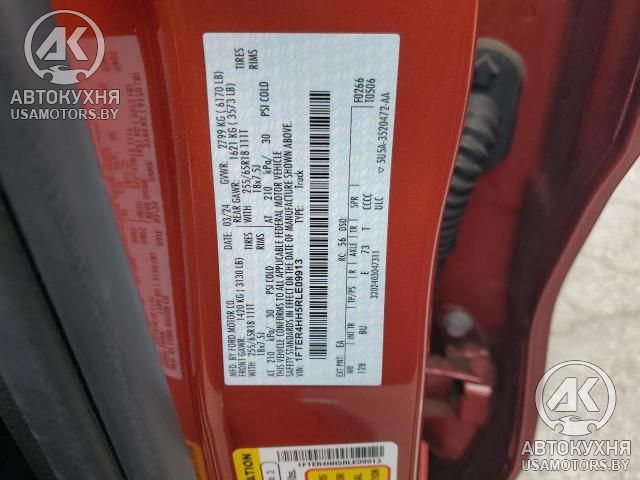 АВТОКУХНЯ
USAMOTORS.BY
MFD. BY FORD MOTOR CO.
DATE: 03/24 GVWR: 2799 KG ( 6170 LB)
FRONT GAWR: 1420 KG ( 3130 LB) REAR GAWR: 1621 KG ( 3573 LB)
WITH 255/65R18 111T TIRES WITH 255/65R18 111T TIRES
18x7.5J RIMS 18x7.5J RIMS
AT 210 kPa/ 30 PSI COLD AT 210 kPa/ 30 PSI COLD
THIS VEHICLE CONFORMS TO ALL APPLICABLE FEDERAL MOTOR VEHICLE
SAFETY STANDARDS IN EFFECT ON THE DATE OF MANUFACTURE SHOWN ABOVE.
VIN: 1FTER4HH5RLE09913
TYPE: Truck
F0266
T0506
EXT PNT: EA RC: 56 DSO:
WB INT TR TP/PS R AXLE TR SPR
128 BU E 73 T CCCC
ULC
3202403047311
▽ 5U5A-3520472-AA
1FTER4HH5RLE09913
АВТОКУХНЯ
USAMOTORS.BY